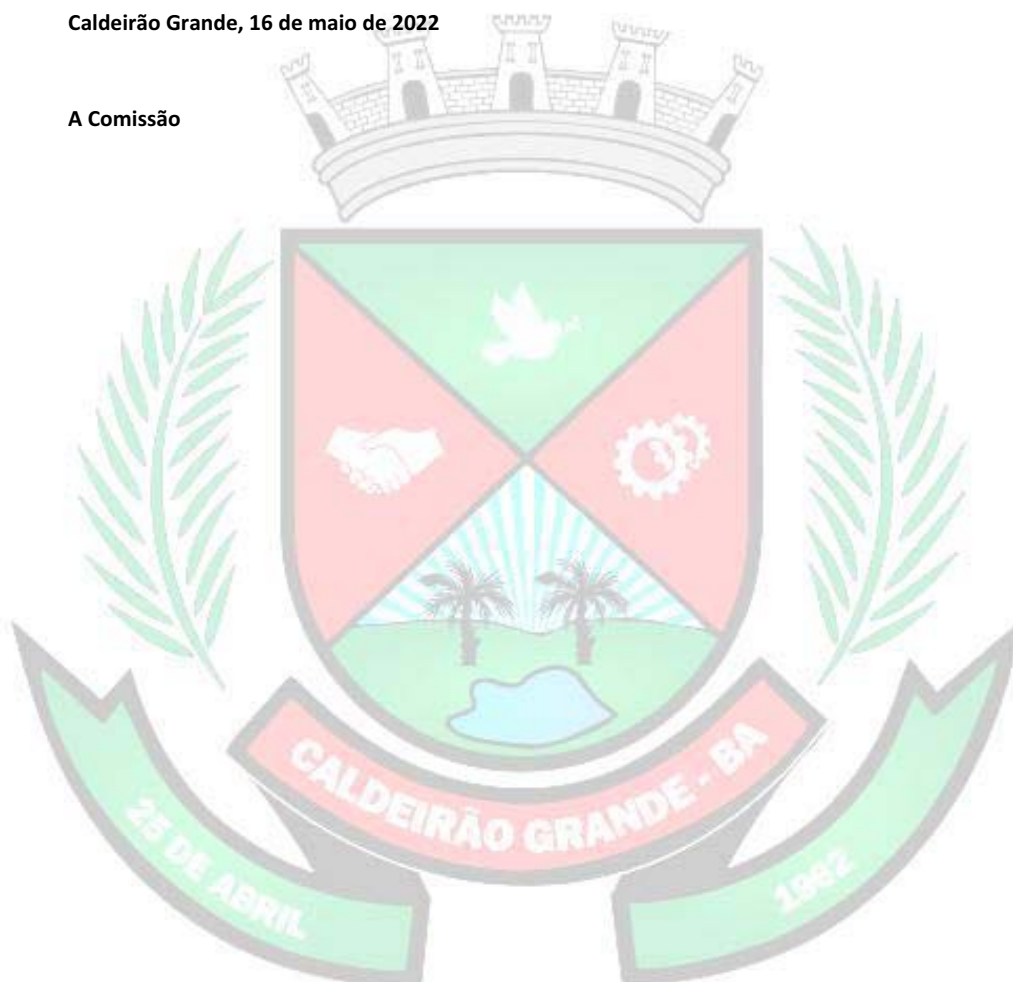 Caldeirão Grande, 16 de maio de 2022
A Comissão
CALDEIRÃO GRANDE - BA
25 DE ABRIL
1962